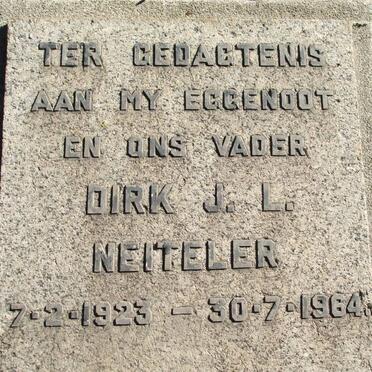 TER GEDAGTENIS
AAN MY EGGENOOT
EN ONS VADER
DIRK J. L.
NEITELER
7·2·1923 — 30·7·1964